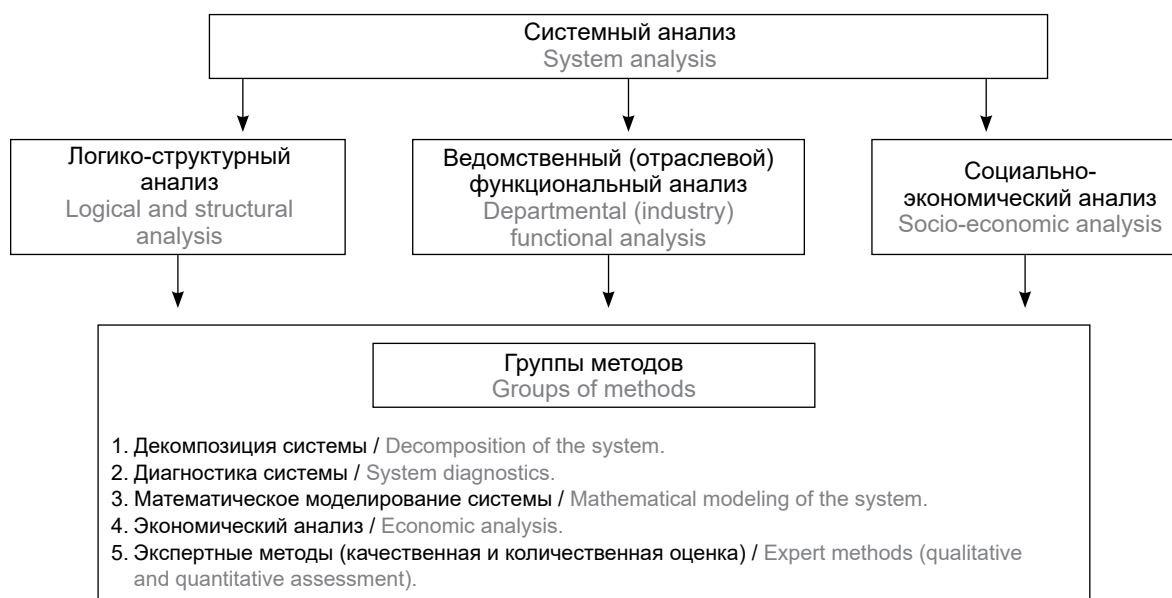 Системный анализ
System analysis
Логико-структурный
анализ
Logical and structural
analysis
Ведомственный (отраслевой)
функциональный анализ
Departmental (industry)
functional analysis
Социально-
экономический анализ
Socio-economic analysis
Группы методов
Groups of methods
1. Декомпозиция системы / Decomposition of the system.
2. Диагностика системы / System diagnostics.
3. Математическое моделирование системы / Mathematical modeling of the system.
4. Экономический анализ / Economic analysis.
5. Экспертные методы (качественная и количественная оценка) / Expert methods (qualitative
and quantitative assessment).